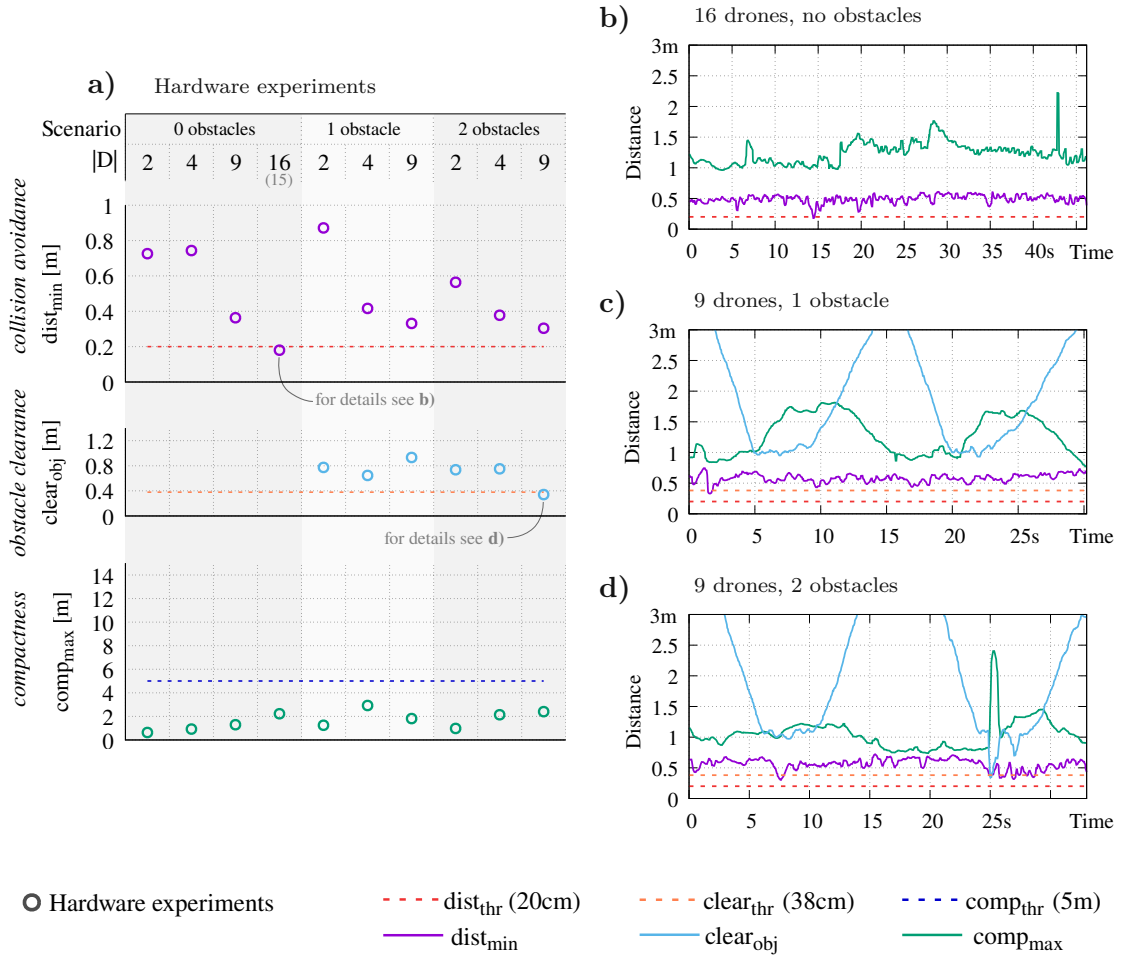 a) Hardware experiments
Scenario 0 obstacles 1 obstacle 2 obstacles
|D| 2 4 9 16 2 4 9 2 4 9
(15)
collision avoidance
dist_min [m]
1
0.8
0.6
0.4
0.2
0
for details see b)
obstacle clearance
clear_obj [m]
1.2
0.8
0.4
0
for details see d)
compactness
comp_max [m]
14
12
10
8
6
4
2
0
b) 16 drones, no obstacles
Distance
3m
2.5
2
1.5
1
0.5
0
0 5 10 15 20 25 30 35 40s Time
c) 9 drones, 1 obstacle
Distance
3m
2.5
2
1.5
1
0.5
0
0 5 10 15 20 25s Time
d) 9 drones, 2 obstacles
Distance
3m
2.5
2
1.5
1
0.5
0
0 5 10 15 20 25s Time
Hardware experiments
dist_thr (20cm) clear_thr (38cm) comp_thr (5m)
dist_min clear_obj comp_max